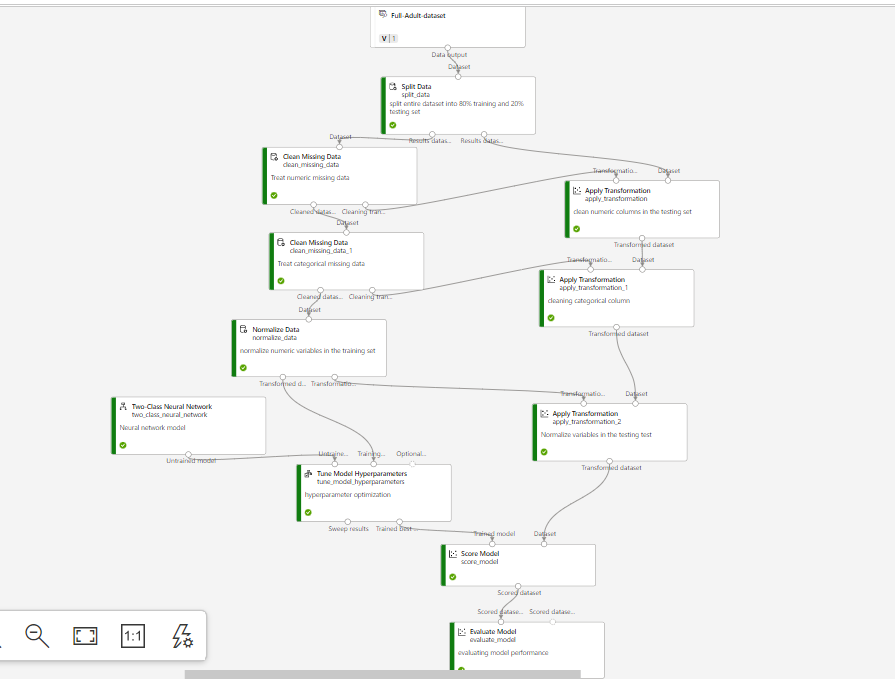 Full-Adult-dataset
V | 1
Data output
Dataset
Split Data
split_data
split entire dataset into 80% training and 20%
testing set
Dataset
Results datas... Results datas...
Clean Missing Data
clean_missing_data
Treat numeric missing data
Transformatio... Dataset
Apply Transformation
apply_transformation
clean numeric columns in the testing set
Cleaned datas... Cleaning tran...
Dataset
Clean Missing Data
clean_missing_data_1
Treat categorical missing data
Transformed dataset
Transformatio... Dataset
Apply Transformation
apply_transformation_1
cleaning categorical column
Cleaned datas... Cleaning tran...
Dataset
Normalize Data
normalize_data
normalize numeric variables in the training set
Transformed dataset
Transformed d... Transformatio...
Transformatio... Dataset
Two-Class Neural Network
two_class_neural_network
Neural network model
Apply Transformation
apply_transformation_2
Normalize variables in the testing test
Untrained model
Untraine... Training... Optional...
Transformed dataset
Tune Model Hyperparameters
tune_model_hyperparameters
hyperparameter optimization
Sweep results Trained best ...
Trained model Dataset
Score Model
score_model
Scored dataset
Scored datase... Scored datase...
Evaluate Model
evaluate_model
evaluating model performance
1:1